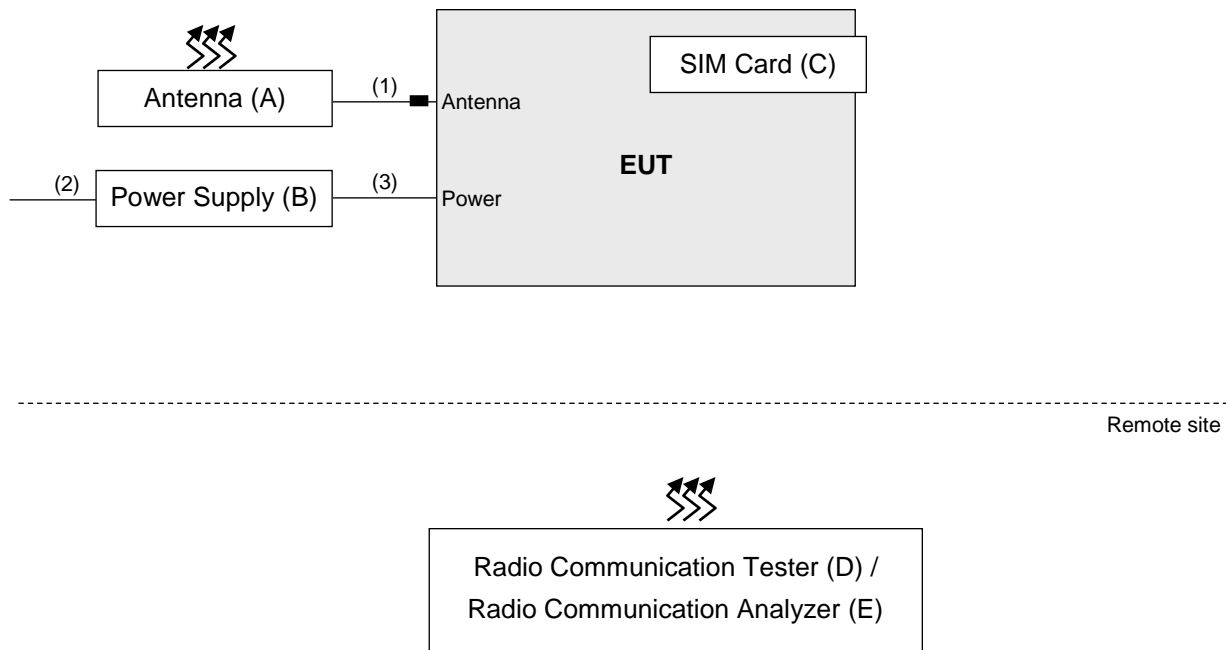 SIM Card (C)
Antenna (A)
(1)
Antenna
EUT
(2)
Power Supply (B)
(3)
Power
Remote site
Radio Communication Tester (D) /
Radio Communication Analyzer (E)